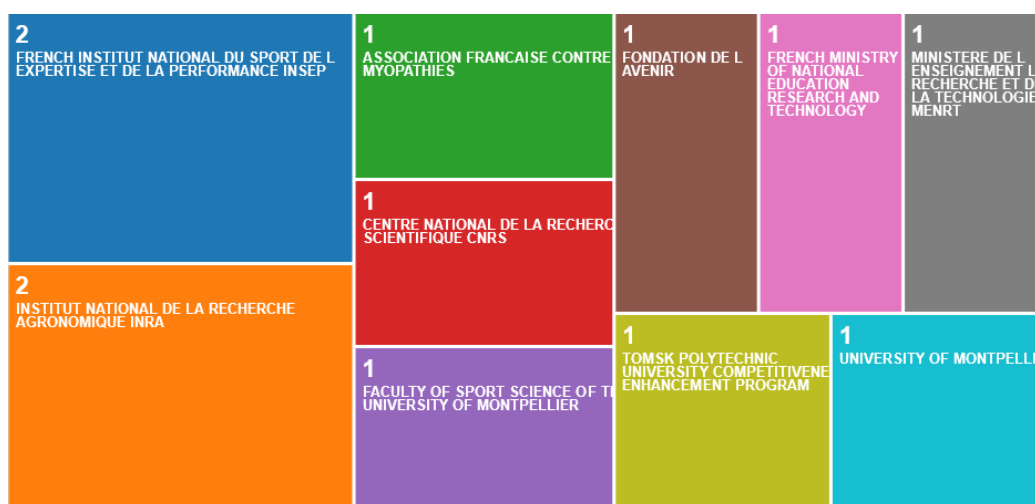 2
FRENCH INSTITUT NATIONAL DU SPORT DE L
EXPERTISE ET DE LA PERFORMANCE INSEP
2
INSTITUT NATIONAL DE LA RECHERCHE
AGRONOMIQUE INRA
1
ASSOCIATION FRANCAISE CONTRE
MYOPATHIES
1
CENTRE NATIONAL DE LA RECHERC
SCIENTIFIQUE CNRS
1
FACULTY OF SPORT SCIENCE OF T
UNIVERSITY OF MONTPELLIER
1
FONDATION DE L
AVENIR
1
FRENCH MINISTRY
OF NATIONAL
EDUCATION
RESEARCH AND
TECHNOLOGY
1
MINISTERE DE L
ENSEIGNEMENT L
RECHERCHE ET D
LA TECHNOLOGIE
MENRT
1
TOMSK POLYTECHNIC
UNIVERSITY COMPETITIVENE
ENHANCEMENT PROGRAM
1
UNIVERSITY OF MONTPELLI